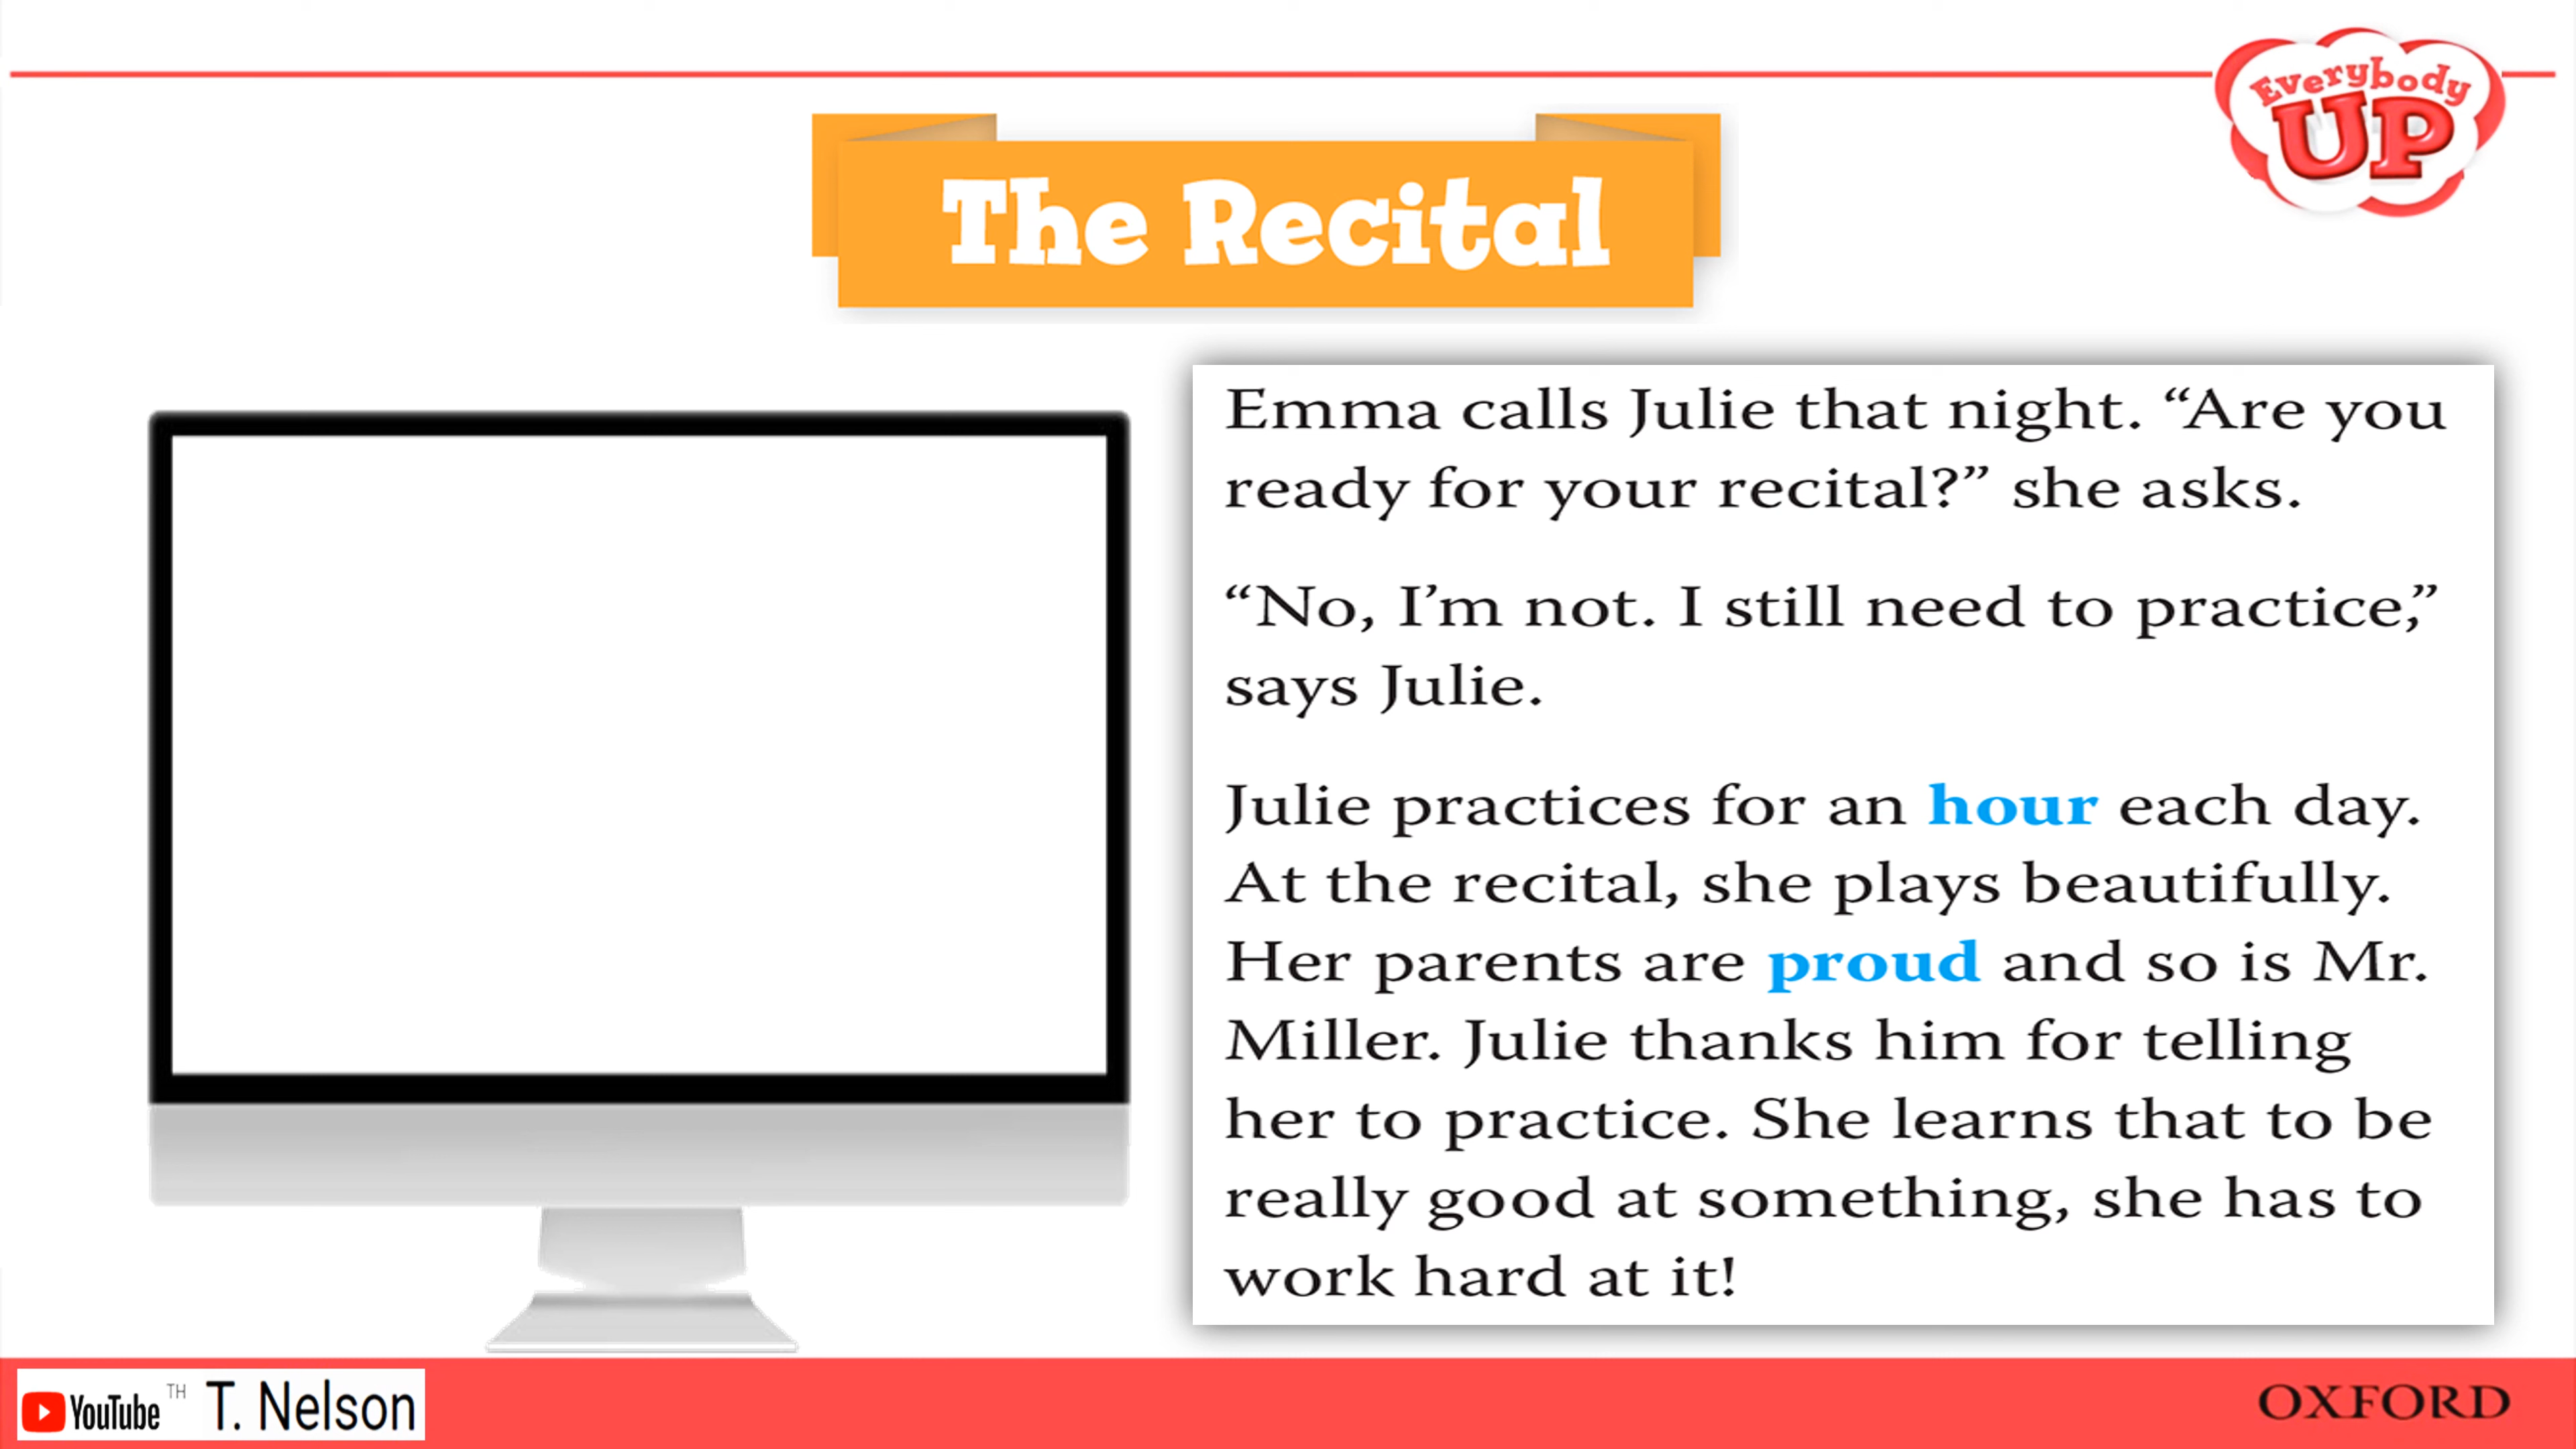 Everybody
UP
The Recital
Emma calls Julie that night. “Are you
ready for your recital?” she asks.
“No, I’m not. I still need to practice,”
says Julie.
Julie practices for an hour each day.
At the recital, she plays beautifully.
Her parents are proud and so is Mr.
Miller. Julie thanks him for telling
her to practice. She learns that to be
really good at something, she has to
work hard at it!
YouTube TH T. Nelson
OXFORD